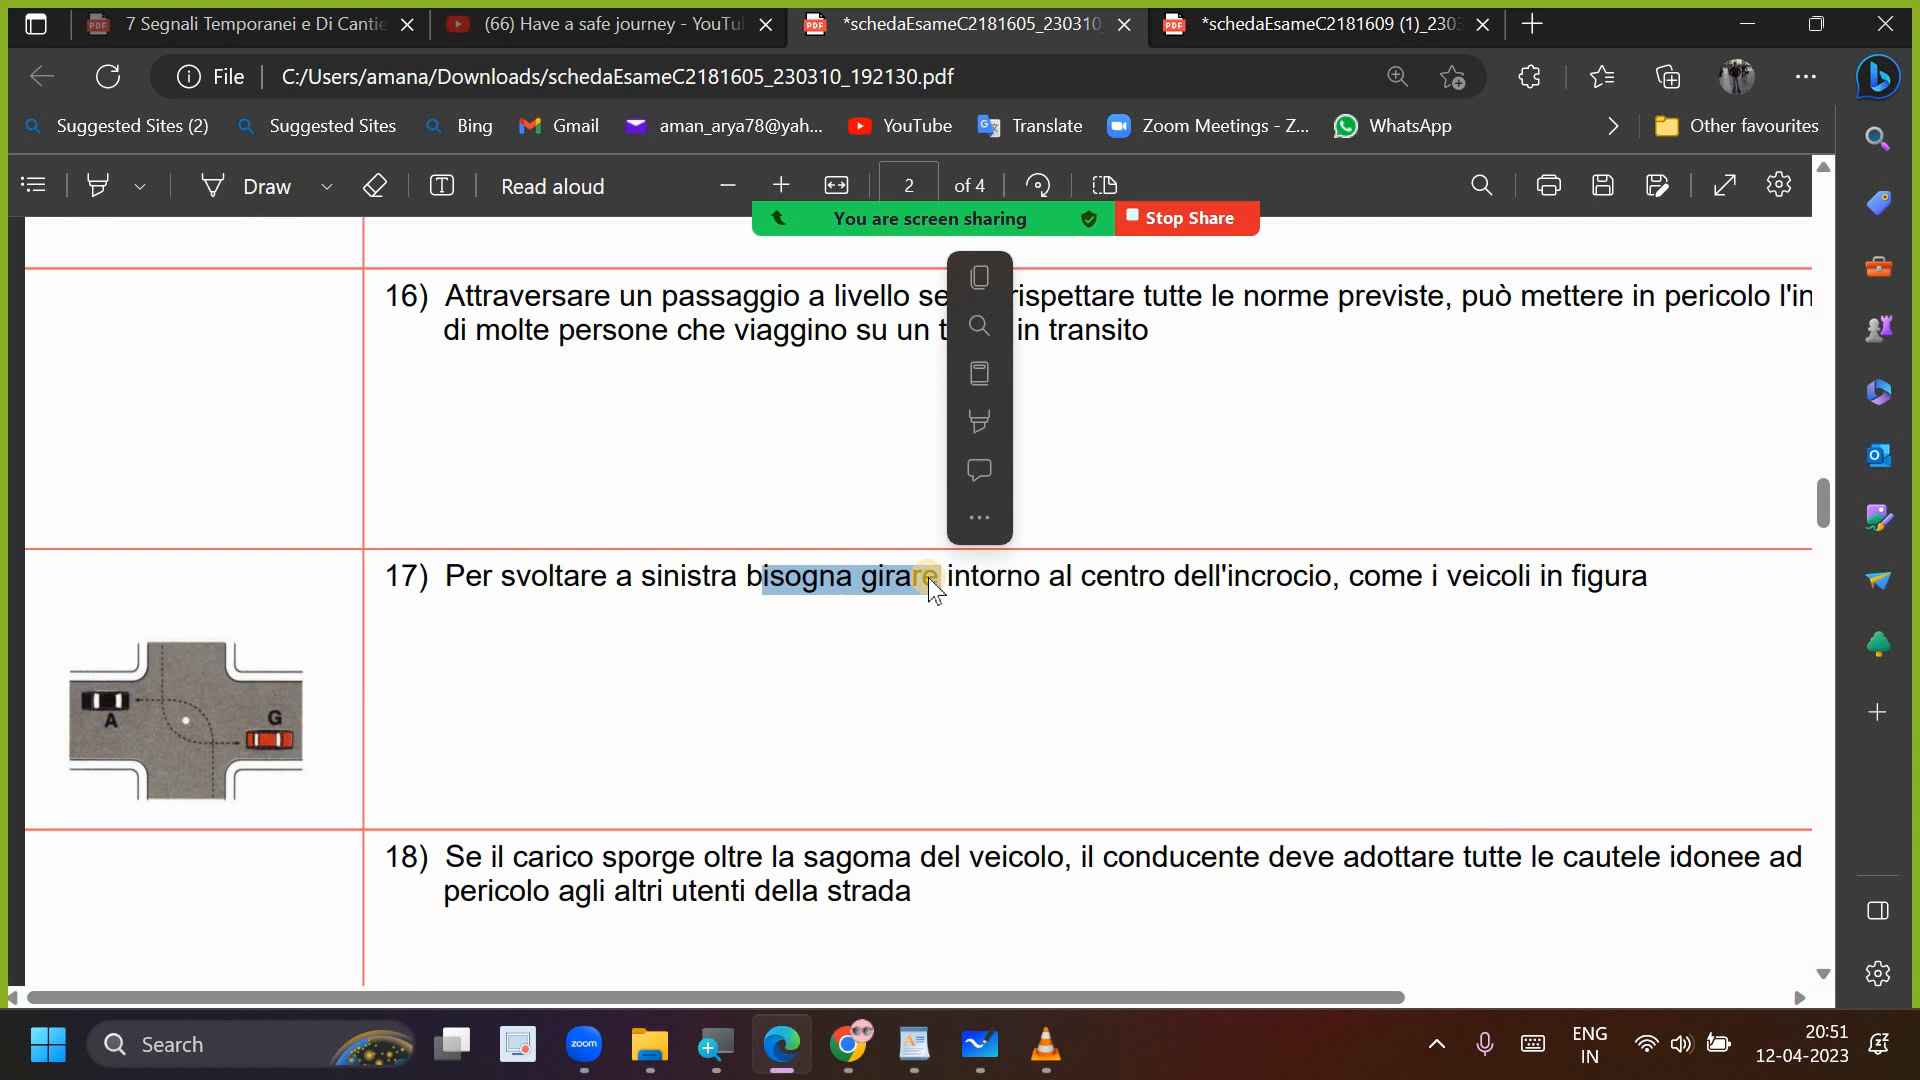 7 Segnali Temporanei e Di Cantie
(66) Have a safe journey - YouTu
*schedaEsameC2181605_230310
*schedaEsameC2181609 (1)_230
File
C:/Users/amana/Downloads/schedaEsameC2181605_230310_192130.pdf
Suggested Sites (2)
Suggested Sites
Bing
Gmail
aman_arya78@yah...
YouTube
Translate
Zoom Meetings - Z...
WhatsApp
Other favourites
Draw
Read aloud
2
of 4
You are screen sharing
Stop Share
16) Attraversare un passaggio a livello se rispettare tutte le norme previste, può mettere in pericolo l'in
di molte persone che viaggino su un t in transito
17) Per svoltare a sinistra bisogna girare intorno al centro dell'incrocio, come i veicoli in figura
A
G
18) Se il carico sporge oltre la sagoma del veicolo, il conducente deve adottare tutte le cautele idonee ad
pericolo agli altri utenti della strada
Search
zoom
ENG
IN
20:51
12-04-2023